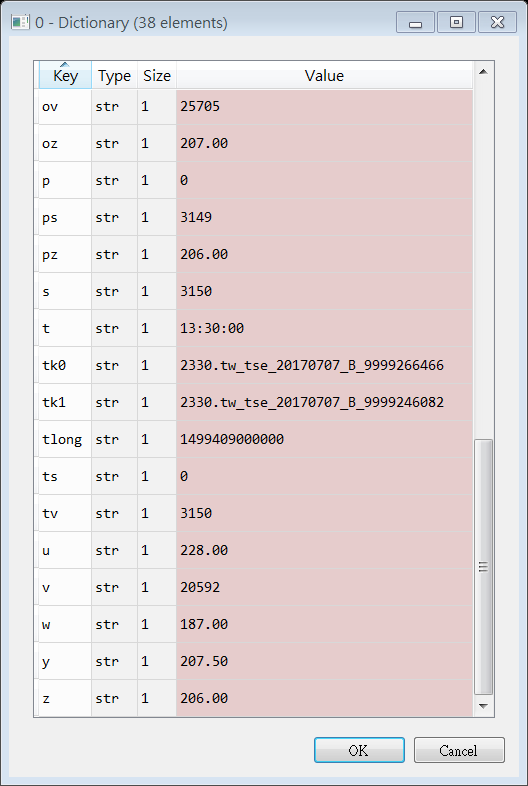 0 - Dictionary (38 elements)
Key Type Size Value
ov str 1 25705
oz str 1 207.00
p str 1 0
ps str 1 3149
pz str 1 206.00
s str 1 3150
t str 1 13:30:00
tk0 str 1 2330.tw_tse_20170707_B_9999266466
tk1 str 1 2330.tw_tse_20170707_B_9999246082
tlong str 1 1499409000000
ts str 1 0
tv str 1 3150
u str 1 228.00
v str 1 20592
w str 1 187.00
y str 1 207.50
z str 1 206.00
OK Cancel